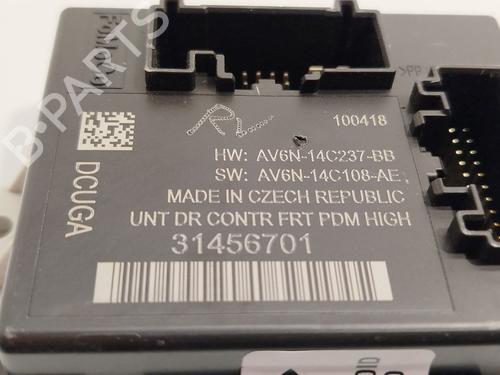 FoMoCo
100418
HW: AV6N-14C237-BB
SW: AV6N-14C108-AE
MADE IN CZECH REPUBLIC
UNT DR CONTR FRT PDM HIGH
31456701
DCUGA
B-PARTS